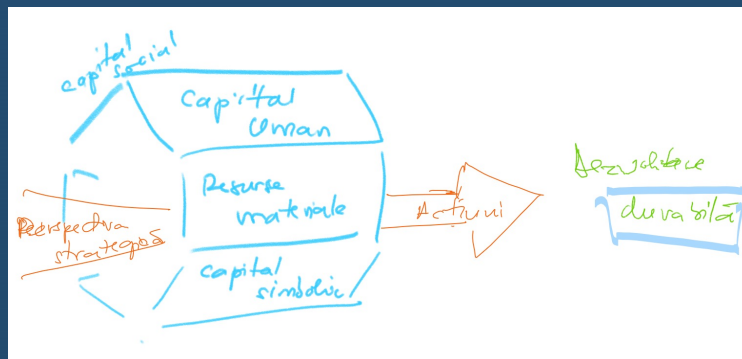 capital
social
Capital
Uman
Resurse
materiale
Perspectiva
strategică
Acțiuni
capital
simbolic
Dezvoltare
durabilă